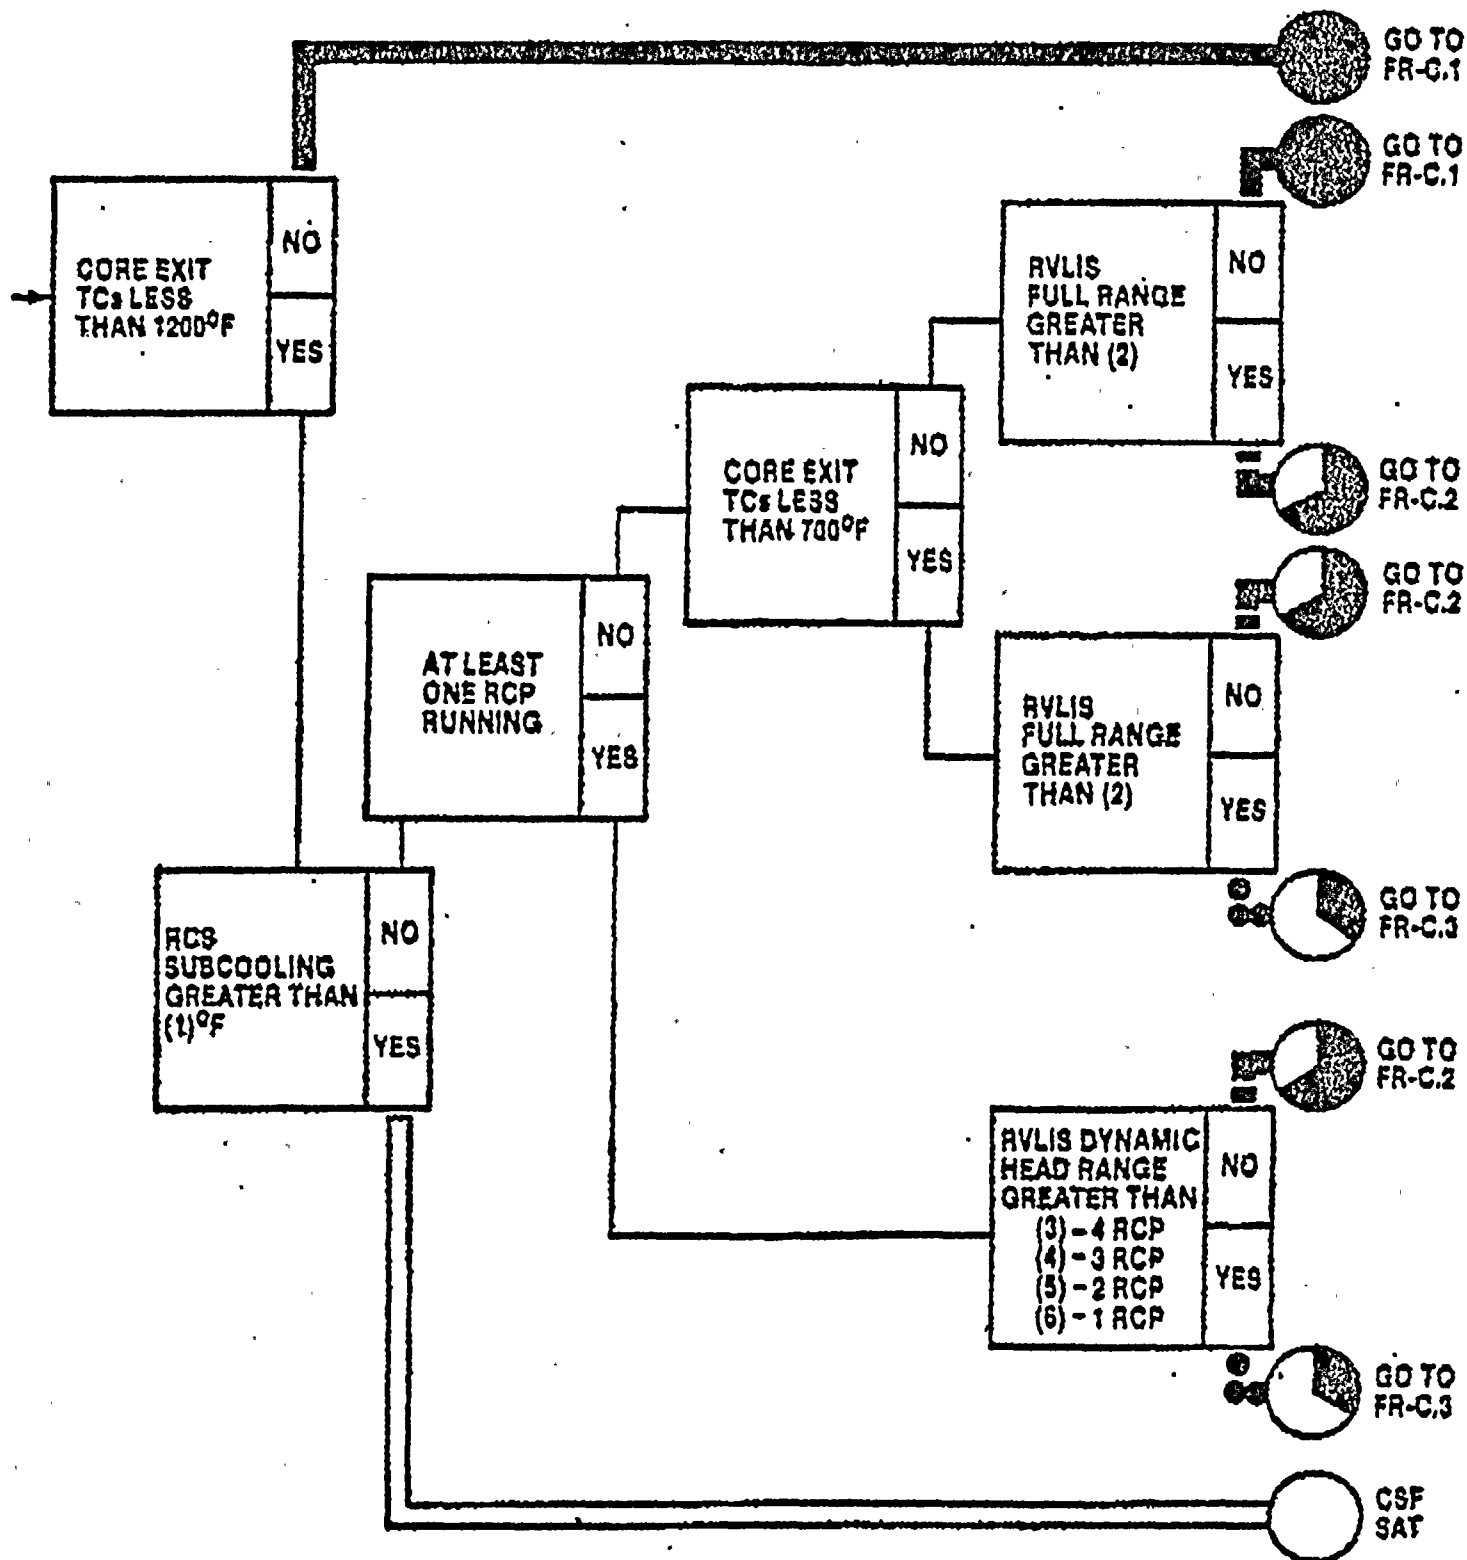 GO TO
FR-C.1
GO TO
FR-C.1
CORE EXIT
TCs LESS
THAN 1200°F
NO
YES
RVLIS
FULL RANGE
GREATER
THAN (2)
NO
YES
CORE EXIT
TCs LESS
THAN 700°F
NO
YES
GO TO
FR-C.2
GO TO
FR-C.2
AT LEAST
ONE RCP
RUNNING
NO
YES
RVLIS
FULL RANGE
GREATER
THAN (2)
NO
YES
GO TO
FR-C.3
RCS
SUBCOOLING
GREATER THAN
(1)°F
NO
YES
GO TO
FR-C.2
RVLIS DYNAMIC
HEAD RANGE
GREATER THAN
(3) - 4 RCP
(4) - 3 RCP
(5) - 2 RCP
(6) - 1 RCP
NO
YES
GO TO
FR-C.3
CSF
SAT